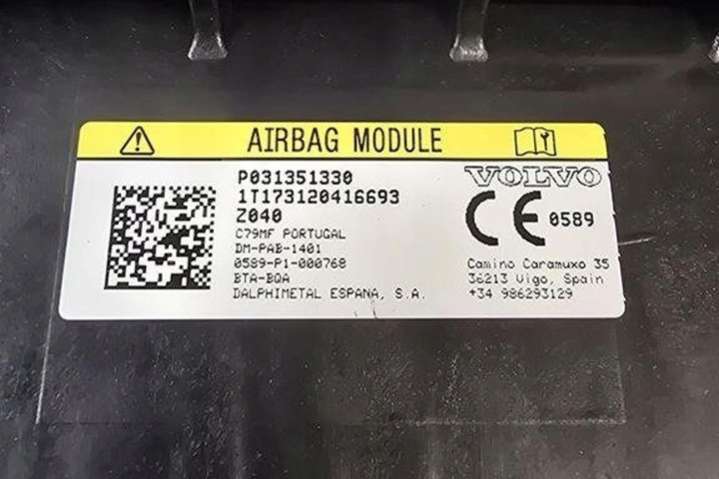 AIRBAG MODULE
P031351330
1T173120416693
Z040
C79MF PORTUGAL
DM-PAB-1401
0589-P1-000768
BTA-BQA
DALPHIMETAL ESPANA, S.A.
VOLVO
CE 0589
Camino Caramuxo 35
36213 Vigo, Spain
+34 986293129